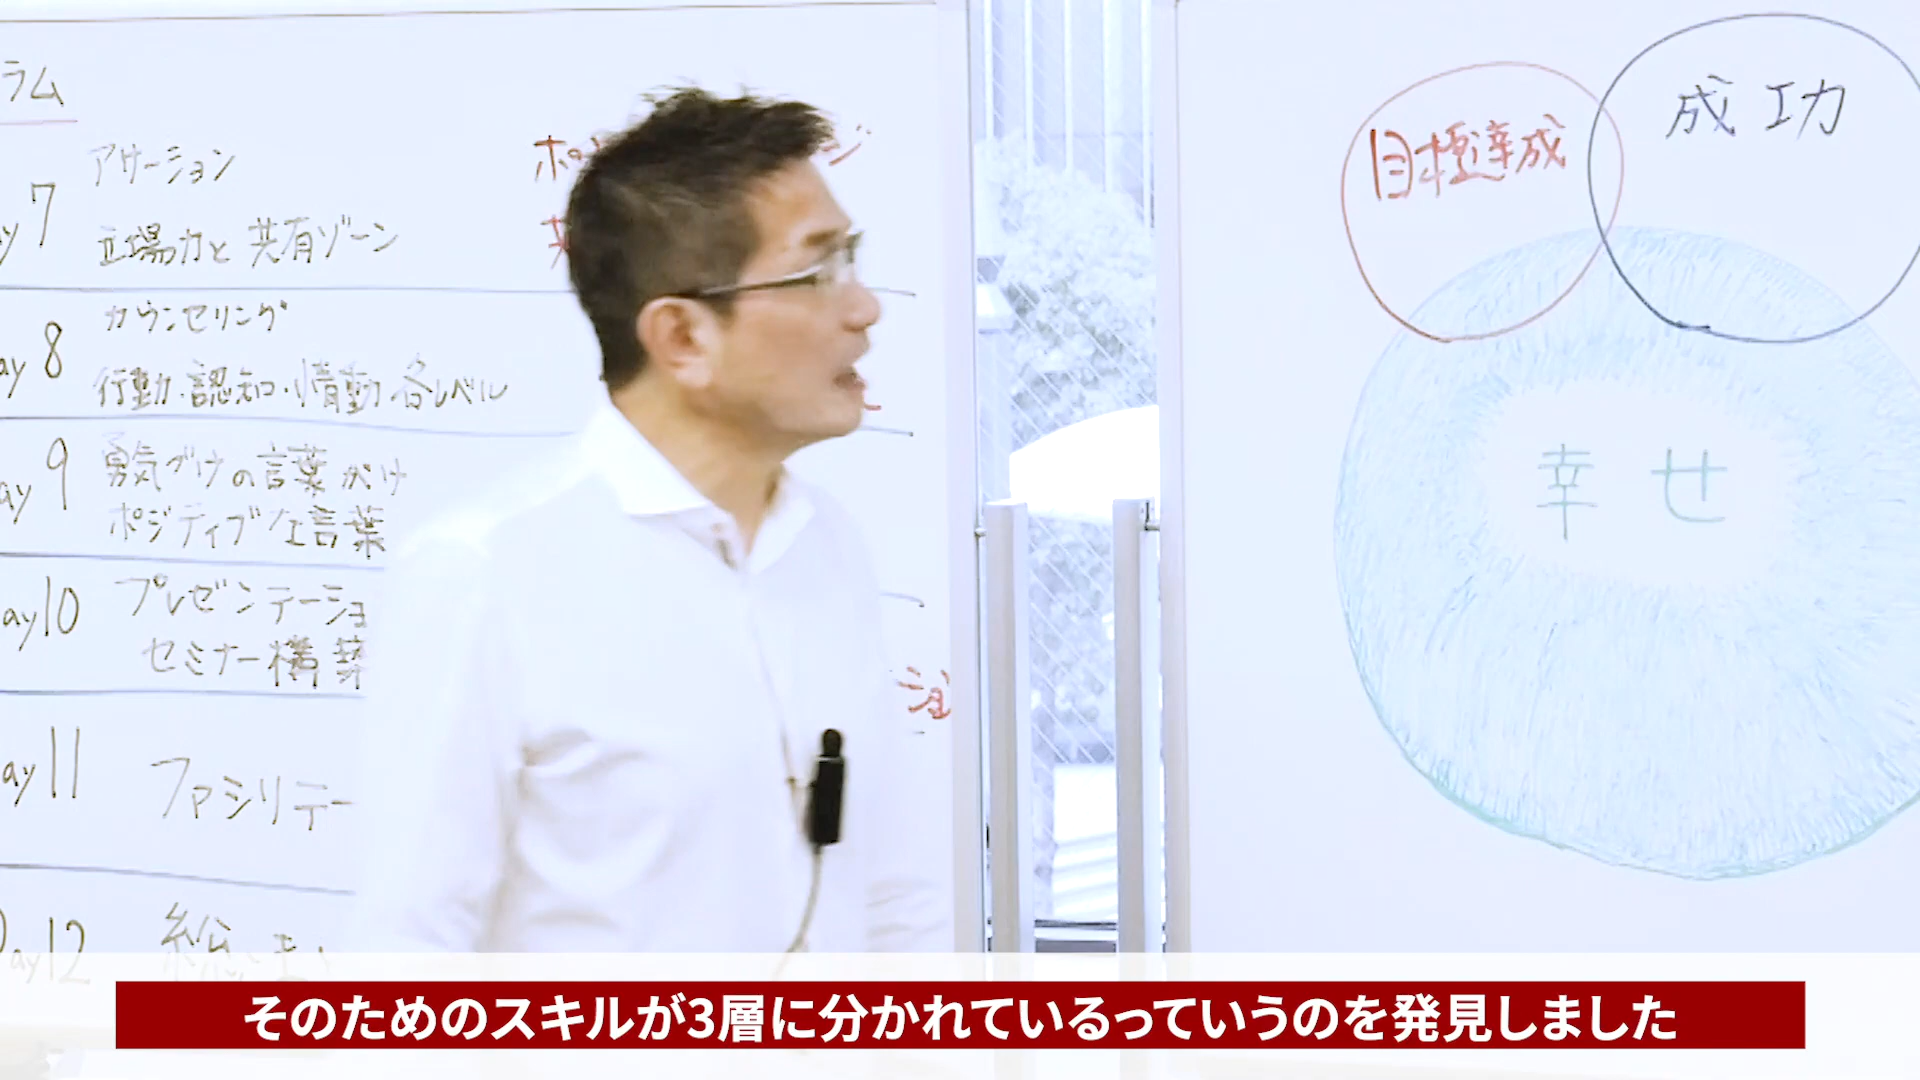 ラム
Day 7
アサーション
立場力と共有ゾーン
Day 8
カウンセリング
行動・認知・情動 各レベル
Day 9
勇気づけの言葉がけ
ポジティブな言葉
Day 10
プレゼンテーショ
セミナー構築
Day 11
ファシリテー
Day 12
総
目標達成
成功
幸せ
そのためのスキルが3層に分かれているっていうのを発見しました